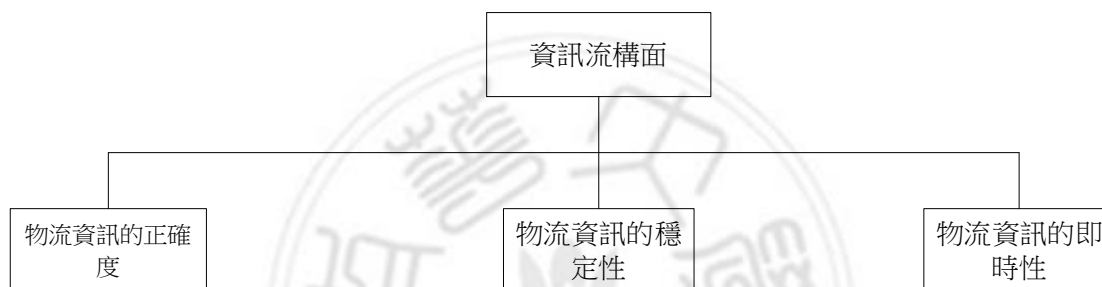 資訊流構面
物流資訊的正確
度
物流資訊的穩
定性
物流資訊的即
時性